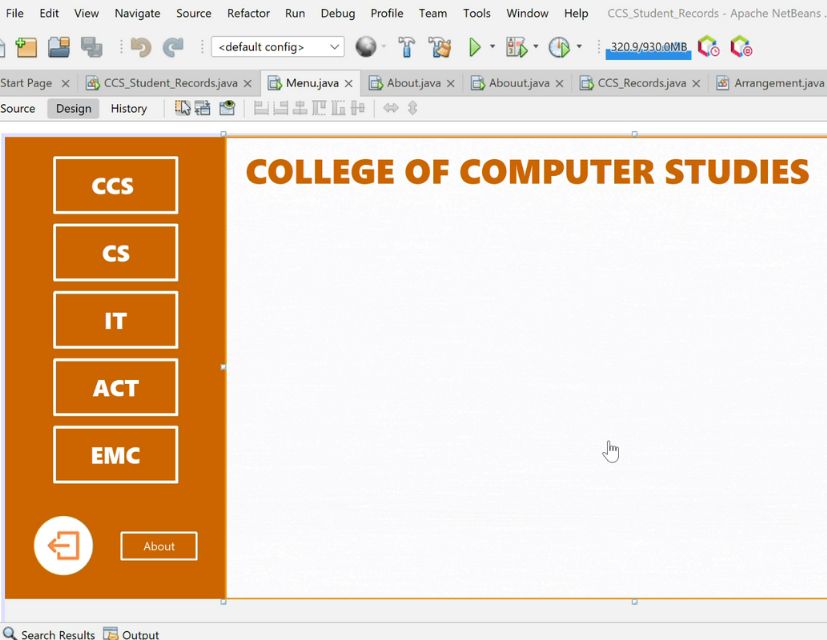 File Edit View Navigate Source Refactor Run Debug Profile Team Tools Window Help CCS_Student_Records - Apache NetBeans
<default config> 320.9/930.0MB
Start Page CCS_Student_Records.java Menu.java About.java Abouut.java CCS_Records.java Arrangement.java
Source Design History
CCS
COLLEGE OF COMPUTER STUDIES
CS
IT
ACT
EMC
About
Search Results Output